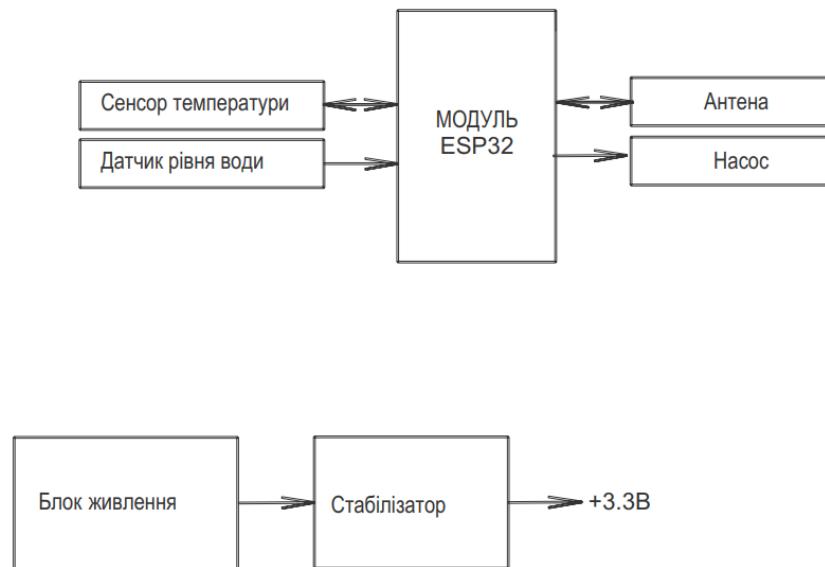 Сенсор температури
Датчик рівня води
МОДУЛЬ
ESP32
Антена
Насос
Блок живлення
Стабілізатор
+3.3В